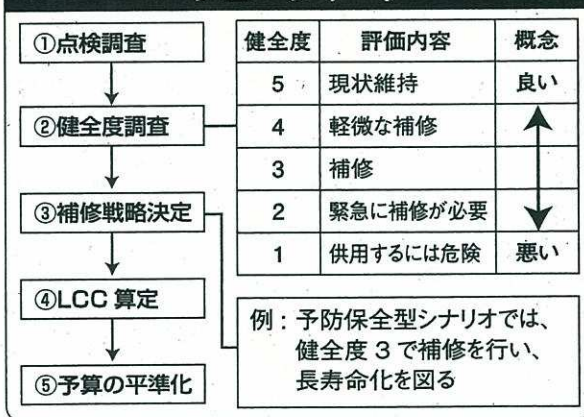 ①点検調査
②健全度調査
③補修戦略決定
④LCC 算定
⑤予算の平準化
健全度 評価内容 概念
5 現状維持 良い
4 軽微な補修
3 補修
2 緊急に補修が必要
1 供用するには危険 悪い
例：予防保全型シナリオでは、
健全度 3 で補修を行い、
長寿命化を図る